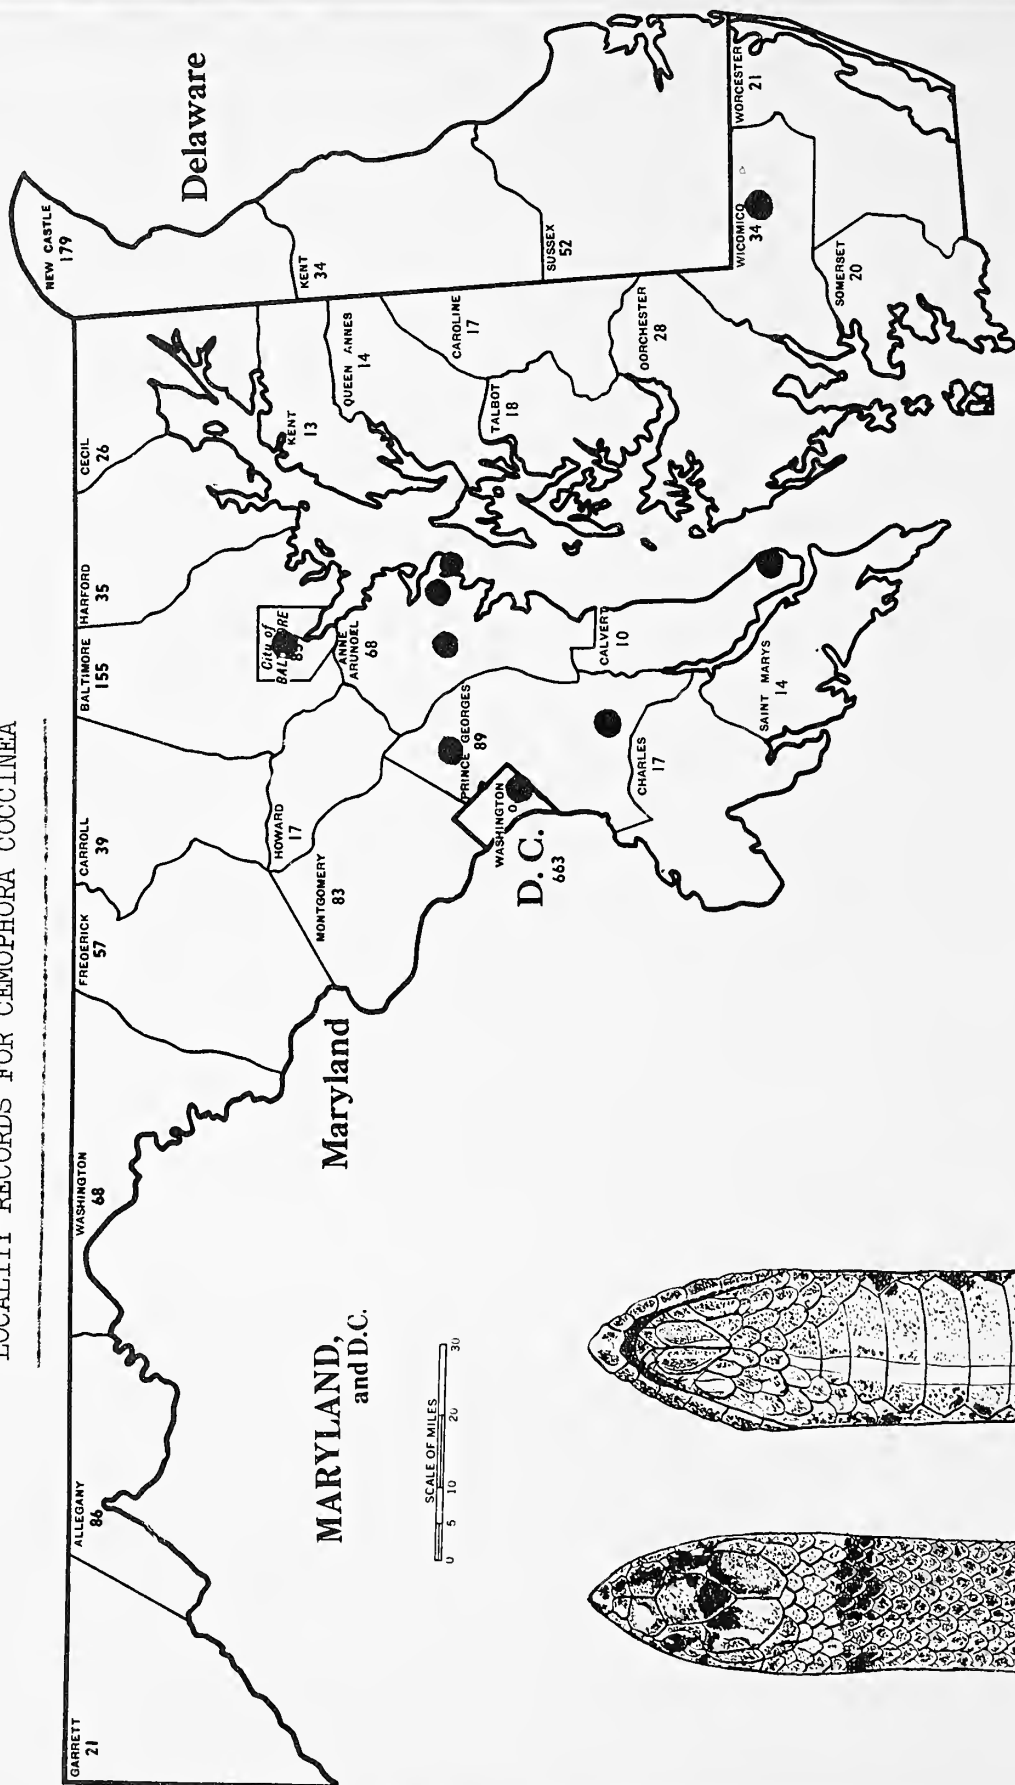 LOCALITY RECORDS FOR CEMOPHORA COCCINEA
GARRETT
21
ALLEGANY
86
WASHINGTON
68
FREDERICK
57
CARROLL
39
BALTIMORE
155
HARFORD
35
CECIL
26
NEW CASTLE
179
Delaware
KENT
34
SUSSEX
52
City of
BALTIMORE
HOWARD
17
MONTGOMERY
83
ANNE
ARUNDEL
68
KENT
13
QUEEN ANNES
14
CAROLINE
17
TALBOT
18
DORCHESTER
28
WICOMICO
34
WORCESTER
21
SOMERSET
20
PRINCE GEORGES
89
WASHINGTON
D. C.
663
CALVERT
10
CHARLES
17
SAINT MARYS
14
Maryland
MARYLAND,
and D.C.
SCALE OF MILES
0 5 10 20 30